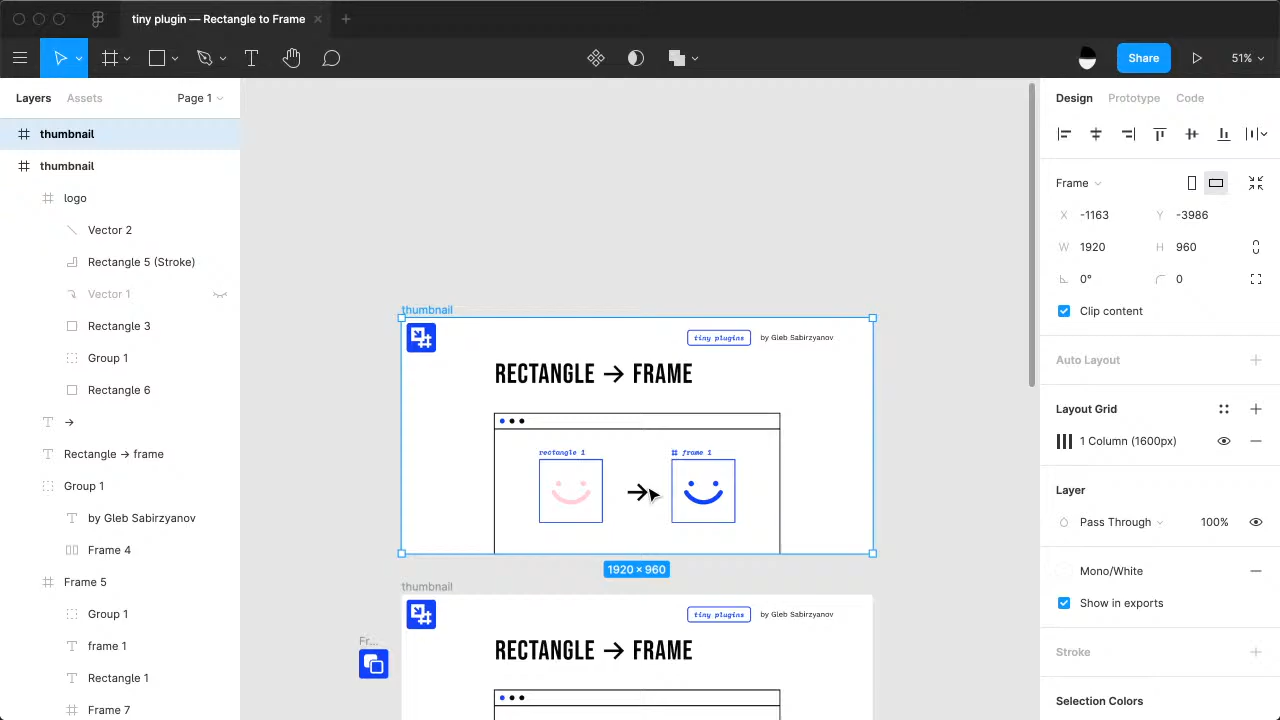 tiny plugin — Rectangle to Frame
Share
51%
Layers Assets Page 1
thumbnail
thumbnail
logo
Vector 2
Rectangle 5 (Stroke)
Vector 1
Rectangle 3
Group 1
Rectangle 6
→
Rectangle → frame
Group 1
by Gleb Sabirzyanov
Frame 4
Frame 5
Group 1
frame 1
Rectangle 1
Frame 7
thumbnail
tiny plugins by Gleb Sabirzyanov
RECTANGLE → FRAME
rectangle 1
frame 1
1920 × 960
thumbnail
tiny plugins by Gleb Sabirzyanov
RECTANGLE → FRAME
Fr...
Design Prototype Code
Frame
X -1163 Y -3986
W 1920 H 960
0° 0
Clip content
Auto Layout
Layout Grid
1 Column (1600px)
Layer
Pass Through 100%
Mono/White
Show in exports
Stroke
Selection Colors